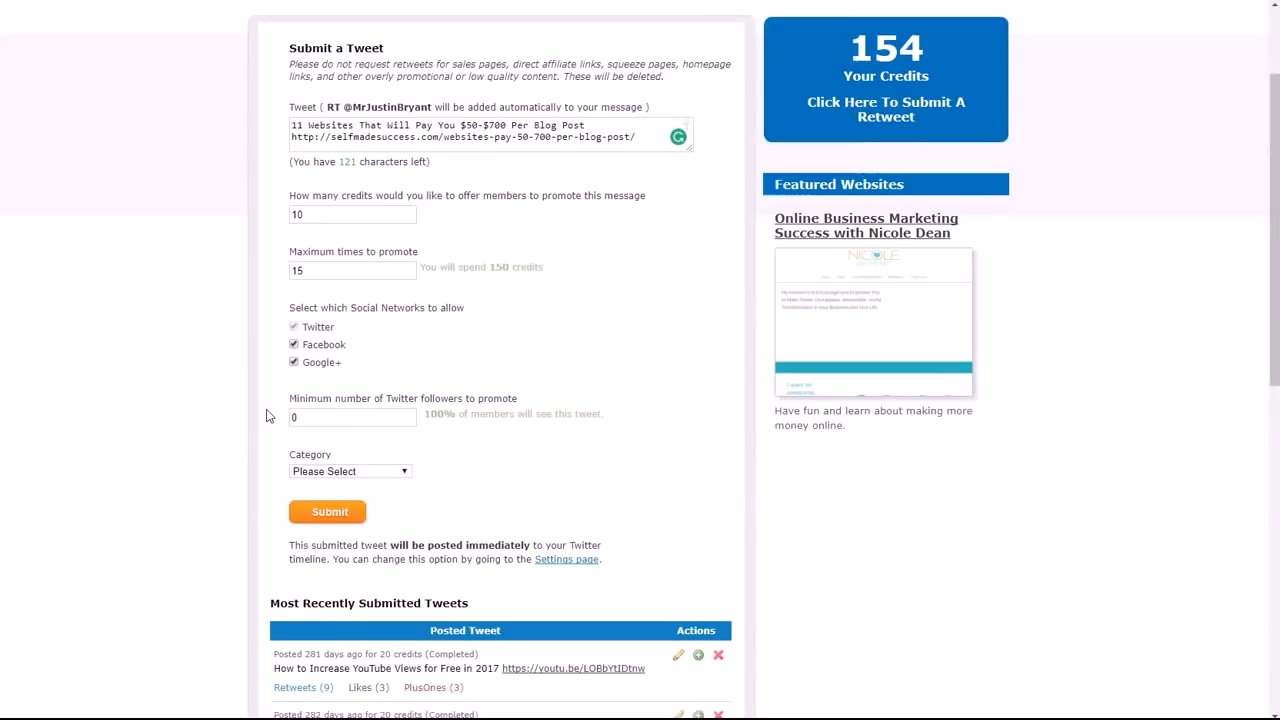 Submit a Tweet
Please do not request retweets for sales pages, direct affiliate links, squeeze pages, homepage
links, and other overly promotional or low quality content. These will be deleted.
Tweet ( RT @MrJustinBryant will be added automatically to your message )
11 Websites That Will Pay You $50-$700 Per Blog Post
http://selfmadesuccess.com/websites-pay-50-700-per-blog-post/
(You have 121 characters left)
How many credits would you like to offer members to promote this message
10
Maximum times to promote
15
You will spend 150 credits
Select which Social Networks to allow
Twitter
Facebook
Google+
Minimum number of Twitter followers to promote
0
100% of members will see this tweet.
Category
Please Select
Submit
This submitted tweet will be posted immediately to your Twitter
timeline. You can change this option by going to the Settings page.
Most Recently Submitted Tweets
Posted Tweet Actions
Posted 281 days ago for 20 credits (Completed)
How to Increase YouTube Views for Free in 2017 https://youtu.be/LOBbYtIDtnw
Retweets (9) Likes (3) PlusOnes (3)
Posted 282 days ago for 20 credits (Completed)
154
Your Credits
Click Here To Submit A
Retweet
Featured Websites
Online Business Marketing
Success with Nicole Dean
NICOLE
Have fun and learn about making more
money online.